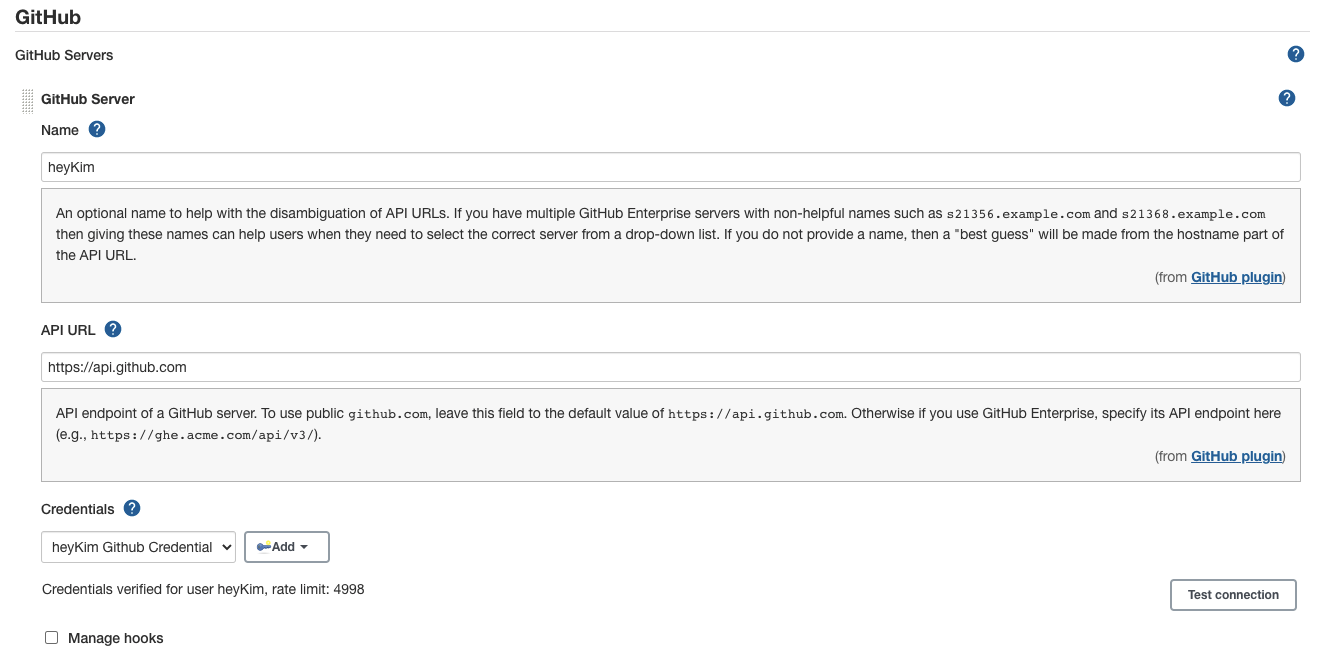 GitHub
GitHub Servers
?
GitHub Server
?
Name ?
heyKim
An optional name to help with the disambiguation of API URLs. If you have multiple GitHub Enterprise servers with non-helpful names such as s21356.example.com and s21368.example.com
then giving these names can help users when they need to select the correct server from a drop-down list. If you do not provide a name, then a "best guess" will be made from the hostname part of
the API URL.
(from GitHub plugin)
API URL ?
https://api.github.com
API endpoint of a GitHub server. To use public github.com, leave this field to the default value of https://api.github.com. Otherwise if you use GitHub Enterprise, specify its API endpoint here
(e.g., https://ghe.acme.com/api/v3/).
(from GitHub plugin)
Credentials ?
heyKim Github Credential
Add
Credentials verified for user heyKim, rate limit: 4998
Test connection
Manage hooks